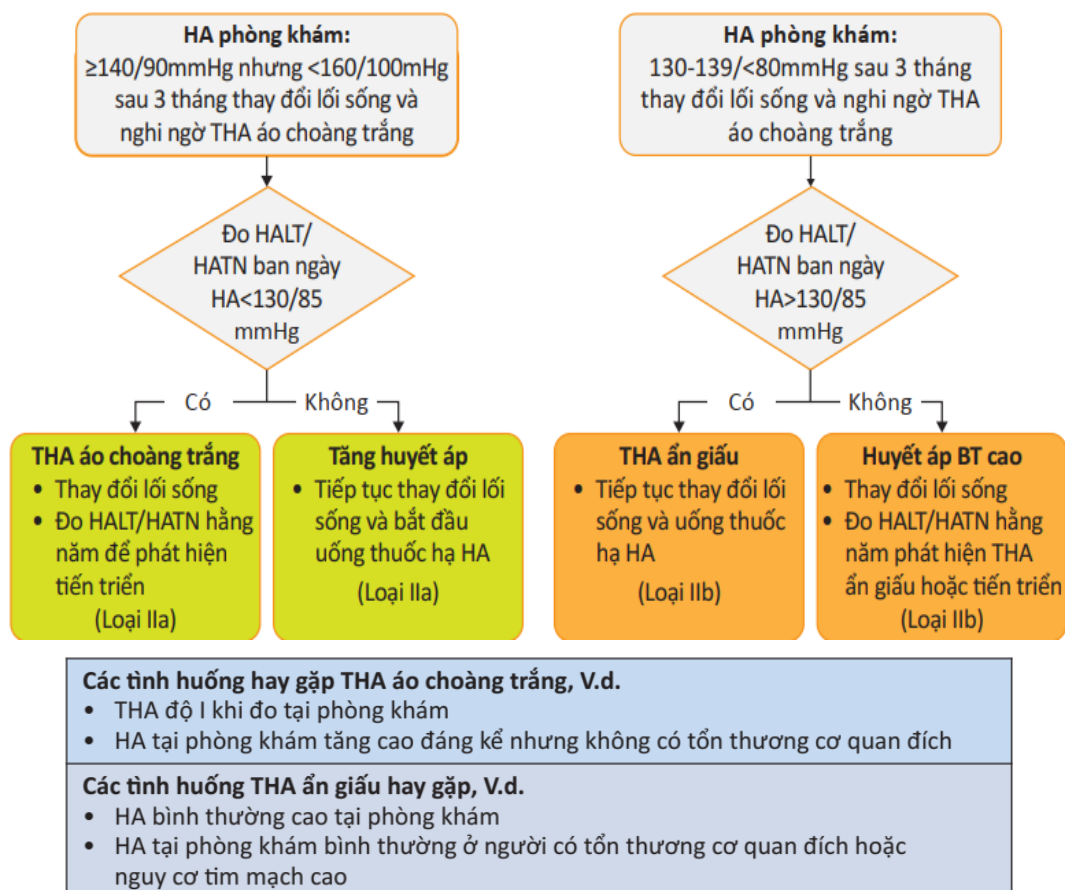 HA phòng khám:
≥140/90mmHg nhưng <160/100mHg
sau 3 tháng thay đổi lối sống và
nghi ngờ THA áo choàng trắng
Đo HALT/
HATN ban ngày
HA<130/85
mmHg
Có
Không
THA áo choàng trắng
• Thay đổi lối sống
• Đo HALT/HATN hằng
năm để phát hiện
tiến triển
(Loại IIa)
Tăng huyết áp
• Tiếp tục thay đổi lối
sống và bắt đầu
uống thuốc hạ HA
(Loại IIa)
HA phòng khám:
130-139/<80mmHg sau 3 tháng
thay đổi lối sống và nghi ngờ THA
áo choàng trắng
Đo HALT/
HATN ban ngày
HA>130/85
mmHg
Có
Không
THA ẩn giấu
• Tiếp tục thay đổi lối
sống và uống thuốc
hạ HA
(Loại IIb)
Huyết áp BT cao
• Thay đổi lối sống
• Đo HALT/HATN hằng
năm phát hiện THA
ẩn giấu hoặc tiến triển
(Loại IIb)
Các tình huống hay gặp THA áo choàng trắng, V.d.
• THA độ I khi đo tại phòng khám
• HA tại phòng khám tăng cao đáng kể nhưng không có tổn thương cơ quan đích
Các tình huống THA ẩn giấu hay gặp, V.d.
• HA bình thường cao tại phòng khám
• HA tại phòng khám bình thường ở người có tổn thương cơ quan đích hoặc
nguy cơ tim mạch cao